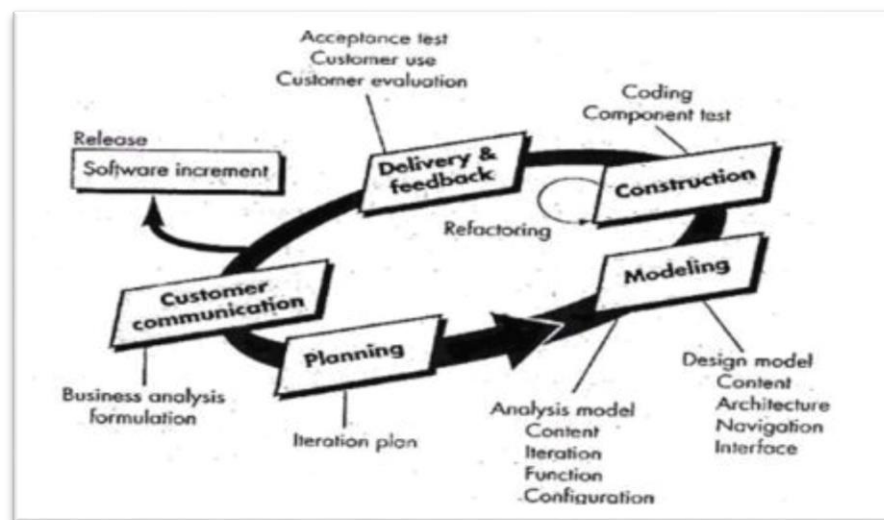 Acceptance test
Customer use
Customer evaluation
Coding
Component test
Release
Software increment
Delivery &
feedback
Construction
Refactoring
Modeling
Customer
communication
Planning
Business analysis
formulation
Iteration plan
Analysis model
Content
Iteration
Function
Configuration
Design model
Content
Architecture
Navigation
Interface